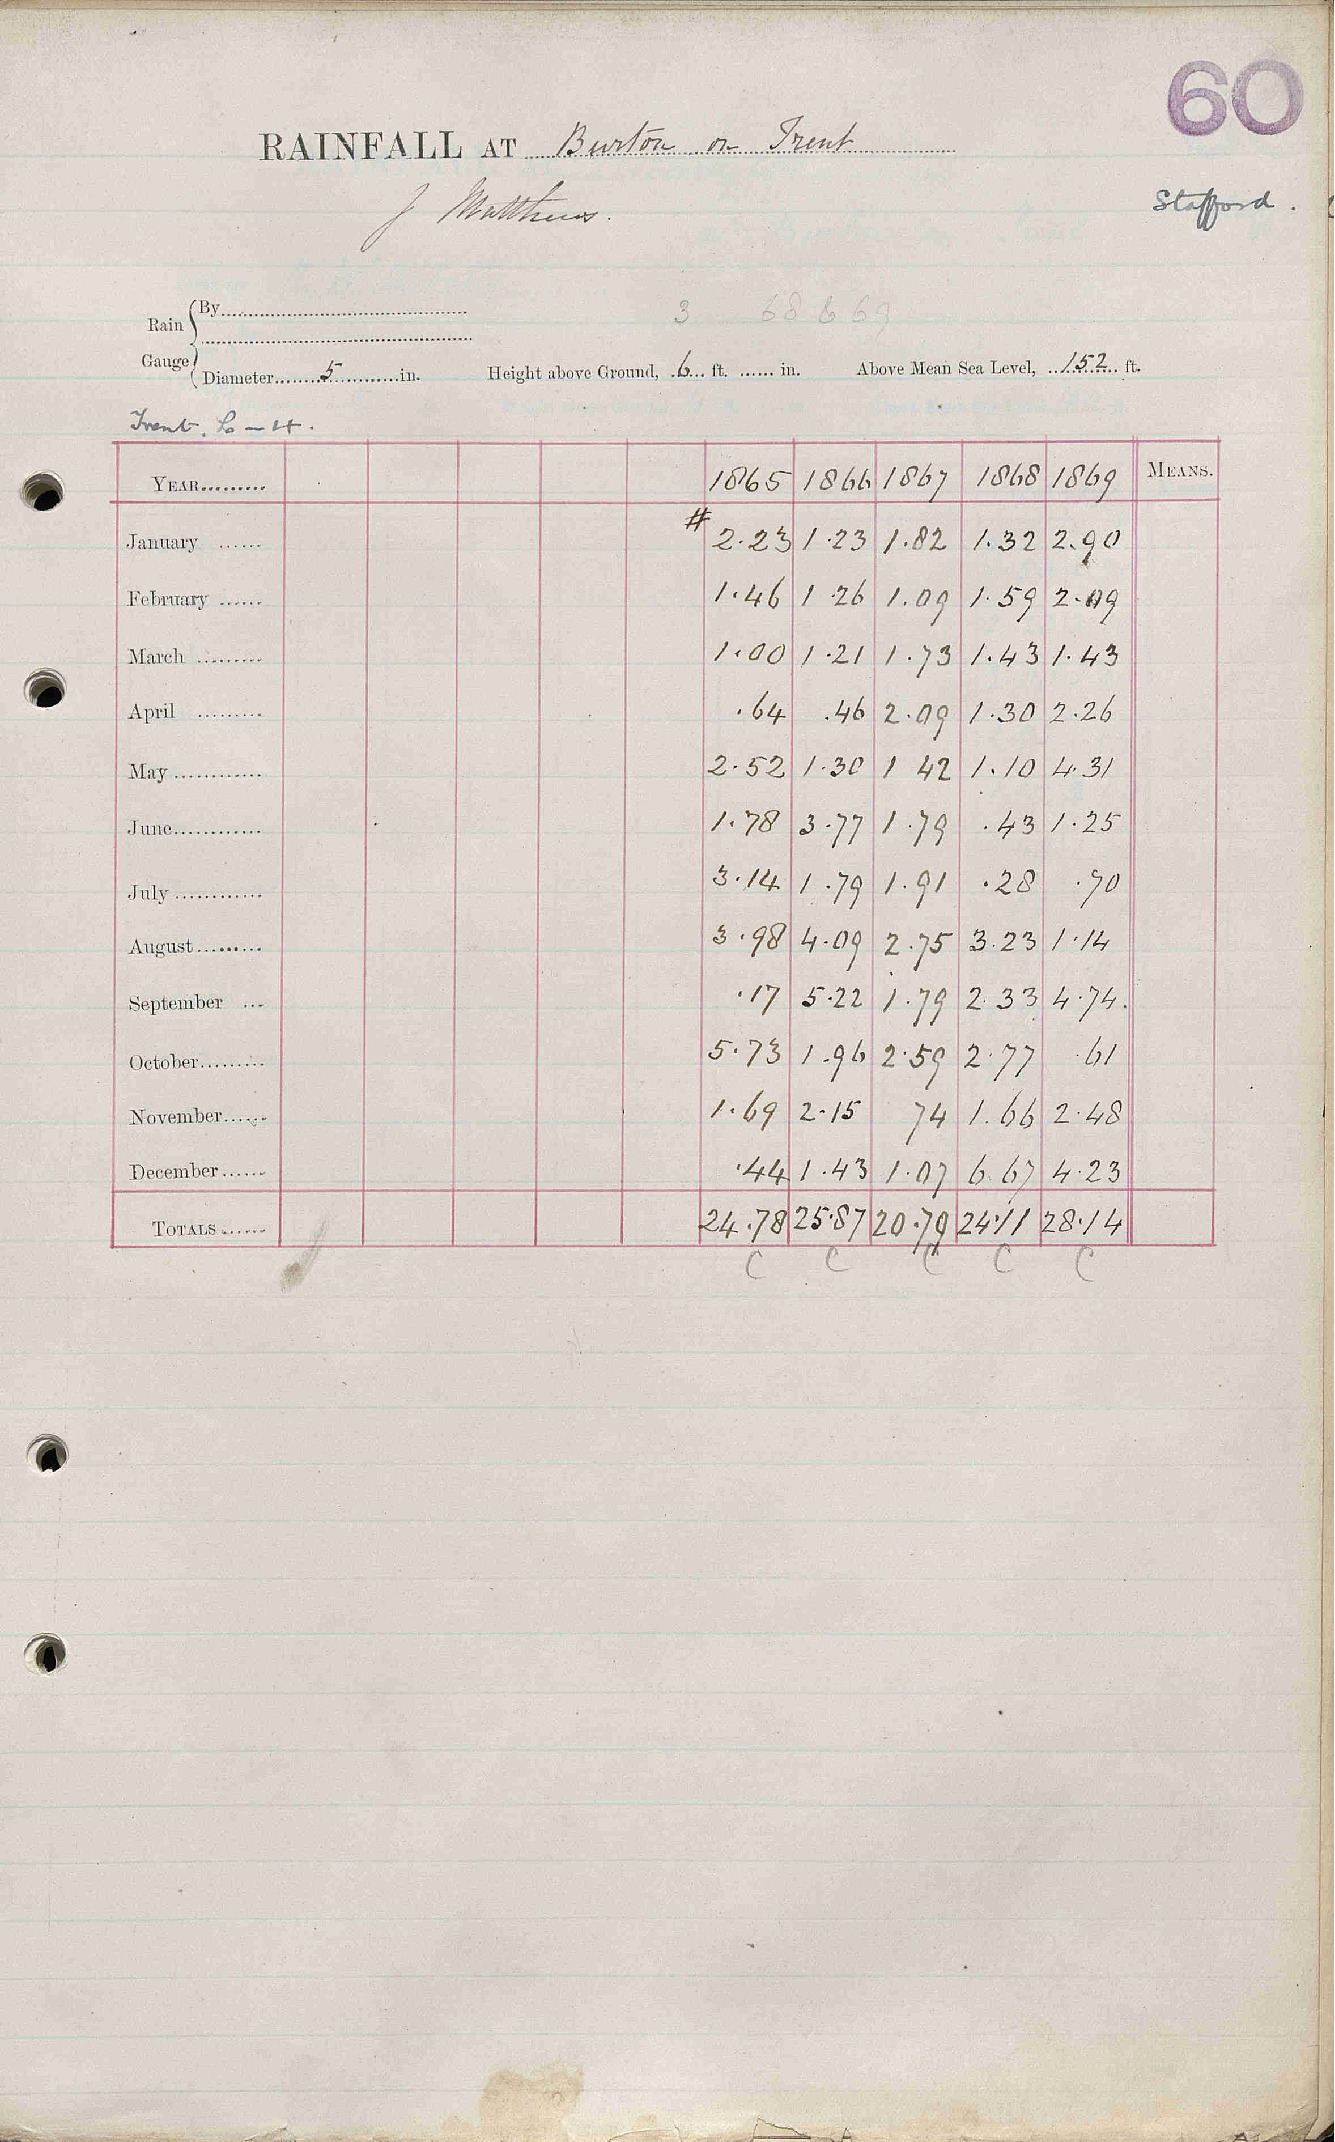 60
RAINFALL AT Burton on Trent
J Matthews.
Stafford.
Rain Gauge
By
3 68 & 69
Diameter 5 in. Height above Ground, 6 ft. in. Above Mean Sea Level, 152 ft.
Trent.
YEAR 1865 1866 1867 1868 1869 MEANS.
January # 2.23 1.23 1.82 1.32 2.90
February 1.46 1.26 1.09 1.59 2.09
March 1.00 1.21 1.73 1.43 1.43
April .64 .46 2.09 1.30 2.26
May 2.52 1.30 1 42 1.10 4.31
June 1.78 3.77 1.79 .43 1.25
July 3.14 1.79 1.91 .28 .70
August 3.98 4.09 2.75 3.23 1.14
September .17 5.22 1.79 2.33 4.74.
October 5.73 1.96 2.59 2.77 .61
November 1.69 2.15 74 1.66 2.48
December .44 1.43 1.07 6.67 4.23
TOTALS 24.78 25.87 20.79 24.11 28.14
C C C C C